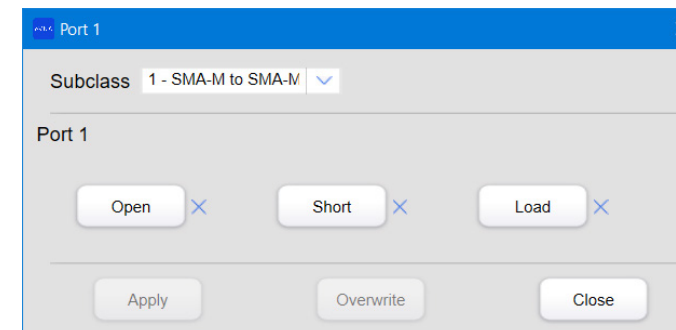 Port 1
Subclass 1 - SMA-M to SMA-M
Port 1
Open Short Load
Apply Overwrite Close